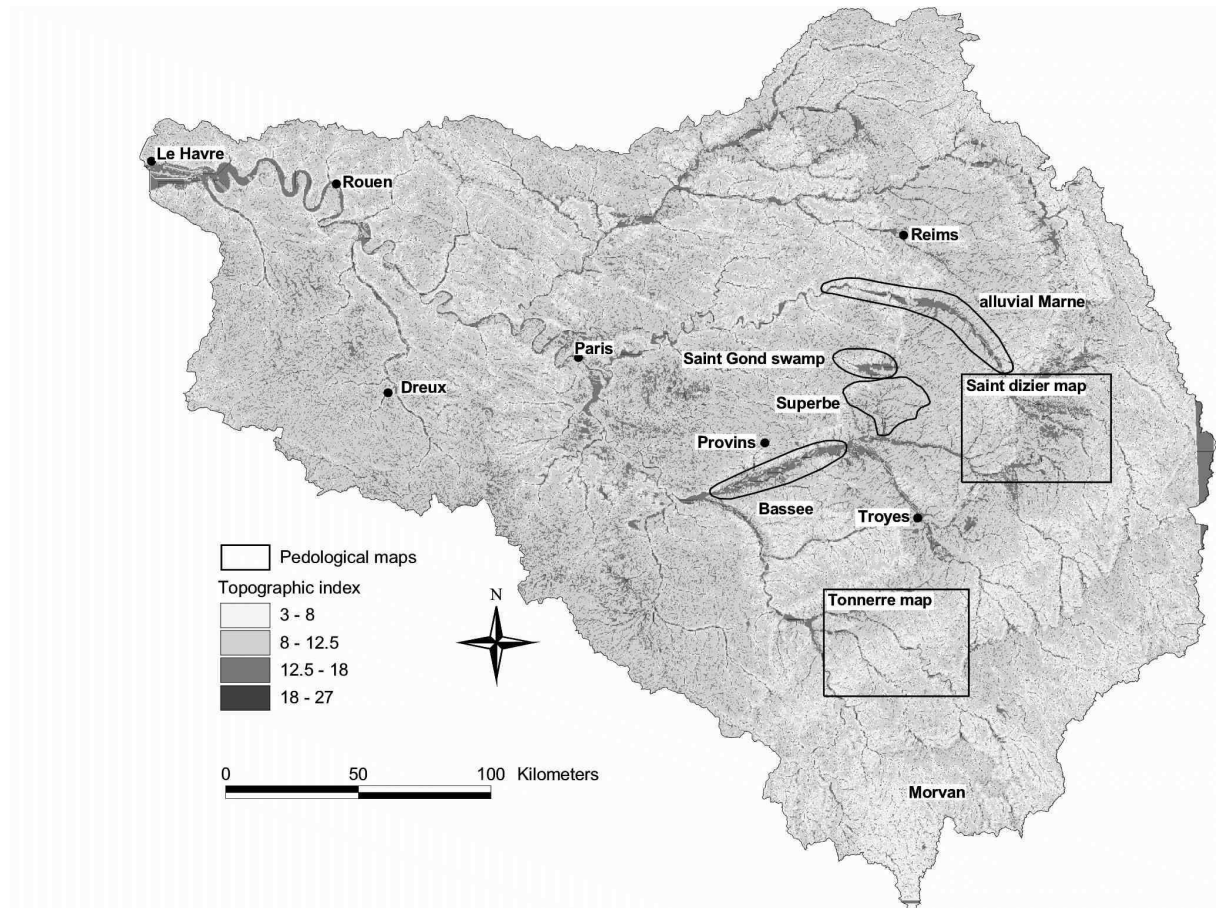 Le Havre
Rouen
Reims
alluvial Marne
Paris
Saint Gond swamp
Saint dizier map
Dreux
Superbe
Provins
Bassee
Troyes
Pedological maps
Topographic index
3 - 8
8 - 12.5
12.5 - 18
18 - 27
N
Tonnerre map
0 50 100 Kilometers
Morvan